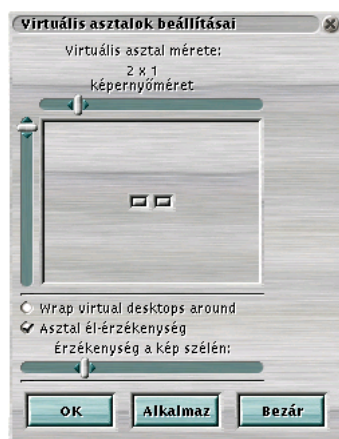 Virtuális asztalok beállításai
Virtuális asztal mérete:
2 x 1
képernyőméret
Wrap virtual desktops around
Asztal él-érzékenység
érzékenység a kép szélén:
OK Alkalmaz Bezár